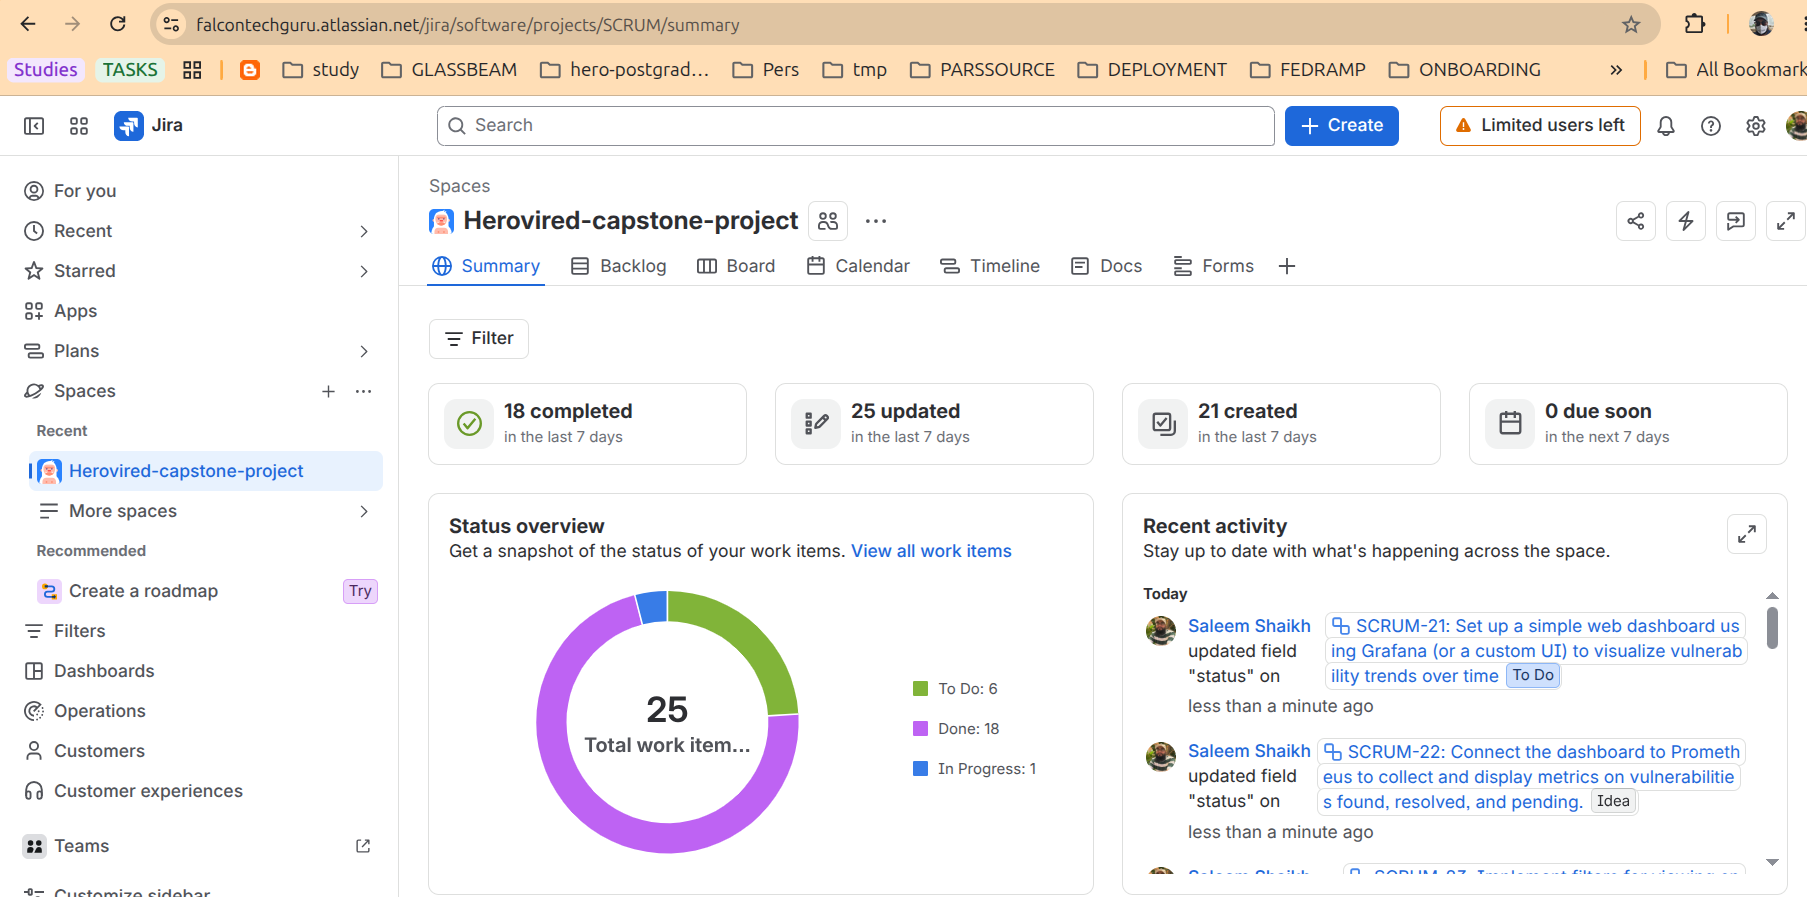 falcontechguru.atlassian.net/jira/software/projects/SCRUM/summary
Studies TASKS study GLASSBEAM hero-postgrad... Pers tmp PARSSOURCE DEPLOYMENT FEDRAMP ONBOARDING » All Bookmark
Jira
Search
Create
Limited users left
For you
Recent
Starred
Apps
Plans
Spaces
Recent
Herovired-capstone-project
More spaces
Recommended
Create a roadmap Try
Filters
Dashboards
Operations
Customers
Customer experiences
Teams
Customize sidebar
Spaces
Herovired-capstone-project
Summary Backlog Board Calendar Timeline Docs Forms
Filter
18 completed
in the last 7 days
25 updated
in the last 7 days
21 created
in the last 7 days
0 due soon
in the next 7 days
Status overview
Get a snapshot of the status of your work items. View all work items
25
Total work item...
To Do: 6
Done: 18
In Progress: 1
Recent activity
Stay up to date with what's happening across the space.
Today
Saleem Shaikh
updated field
"status" on
SCRUM-21: Set up a simple web dashboard us
ing Grafana (or a custom UI) to visualize vulnerab
ility trends over time To Do
less than a minute ago
Saleem Shaikh
updated field
"status" on
SCRUM-22: Connect the dashboard to Prometh
eus to collect and display metrics on vulnerabilitie
s found, resolved, and pending. Idea
less than a minute ago
Saleem Shaikh
SCRUM-23: Implement filters for viewing